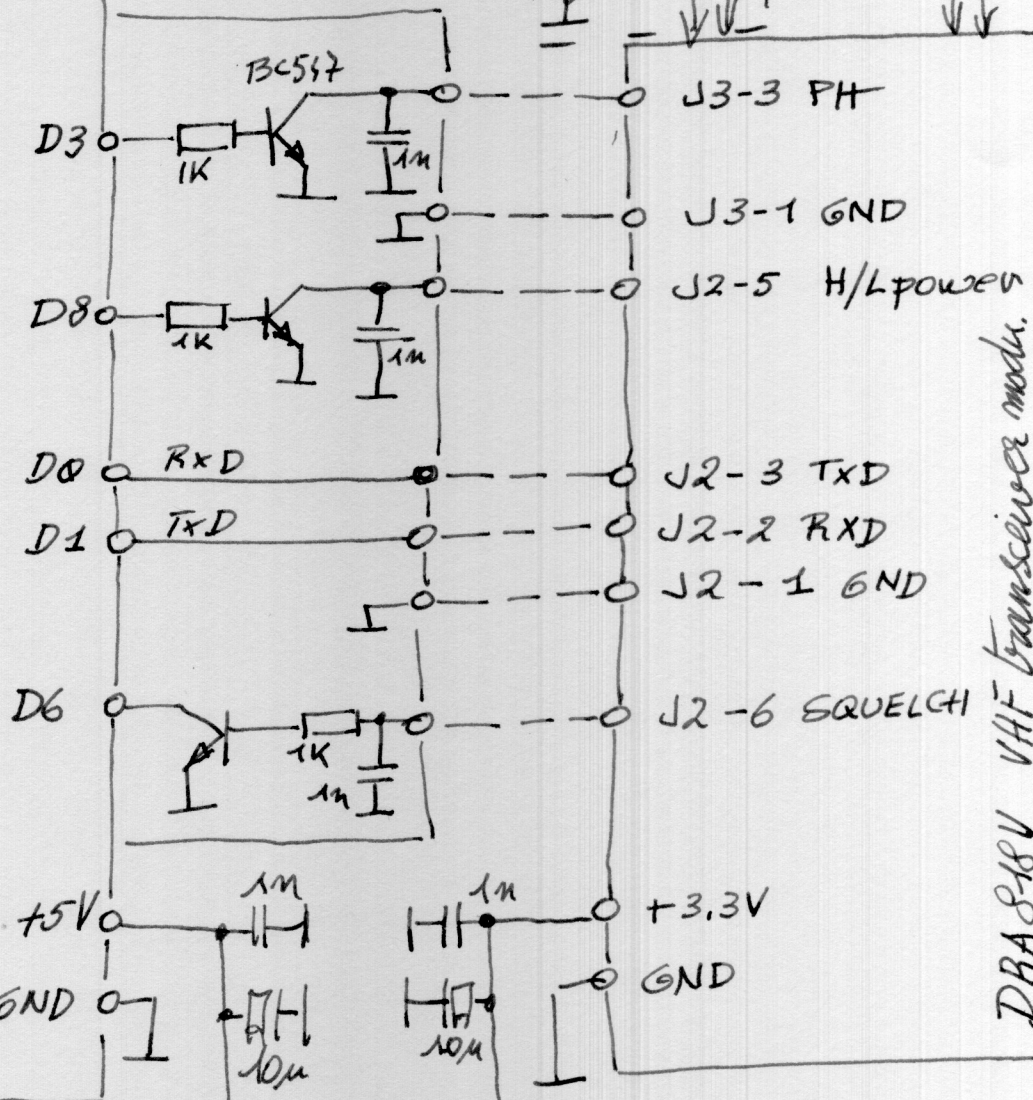 BC547
D3
1K
1n
J3-3 PH
J3-1 GND
D8
1K
1n
J2-5 H/Lpower
D0
RxD
J2-3 TxD
D1
TxD
J2-2 RXD
J2-1 GND
D6
1K
1n
J2-6 SQUELCH
+5V
1n
1n
+3.3V
GND
10µ
10µ
GND
DRA818V VHF transceiver modu.